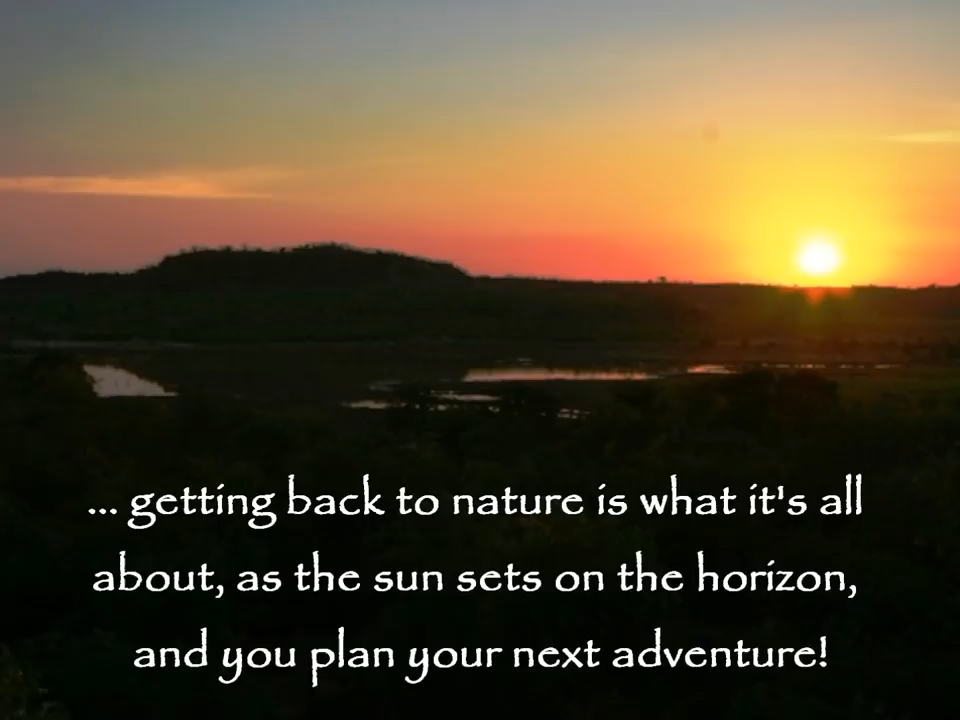 ... getting back to nature is what it's all
about, as the sun sets on the horizon,
and you plan your next adventure!